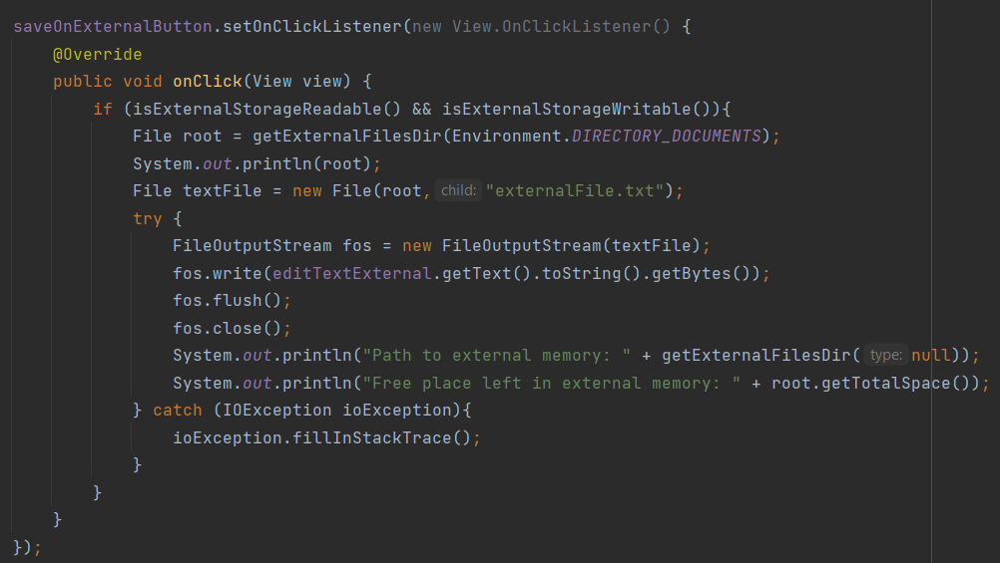 saveOnExternalButton.setOnClickListener(new View.OnClickListener() {
    @Override
    public void onClick(View view) {
        if (isExternalStorageReadable() && isExternalStorageWritable()){
            File root = getExternalFilesDir(Environment.DIRECTORY_DOCUMENTS);
            System.out.println(root);
            File textFile = new File(root, child: "externalFile.txt");
            try {
                FileOutputStream fos = new FileOutputStream(textFile);
                fos.write(editTextExternal.getText().toString().getBytes());
                fos.flush();
                fos.close();
                System.out.println("Path to external memory: " + getExternalFilesDir( type: null));
                System.out.println("Free place left in external memory: " + root.getTotalSpace());
            } catch (IOException ioException){
                ioException.fillInStackTrace();
            }
        }
    }
});